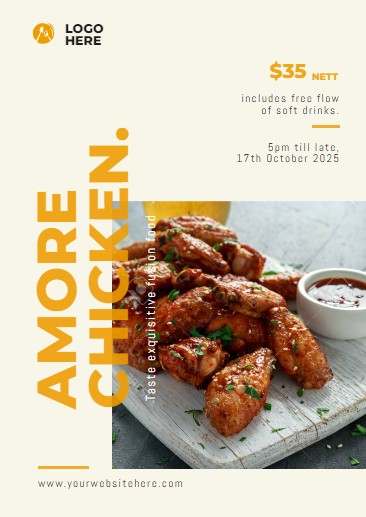 LOGO
HERE
$35 NETT
includes free flow
of soft drinks.
5pm till late,
17th October 2025
AMORE
CHICKEN.
Taste exquisitive fusion food
www.yourwebsitehere.com